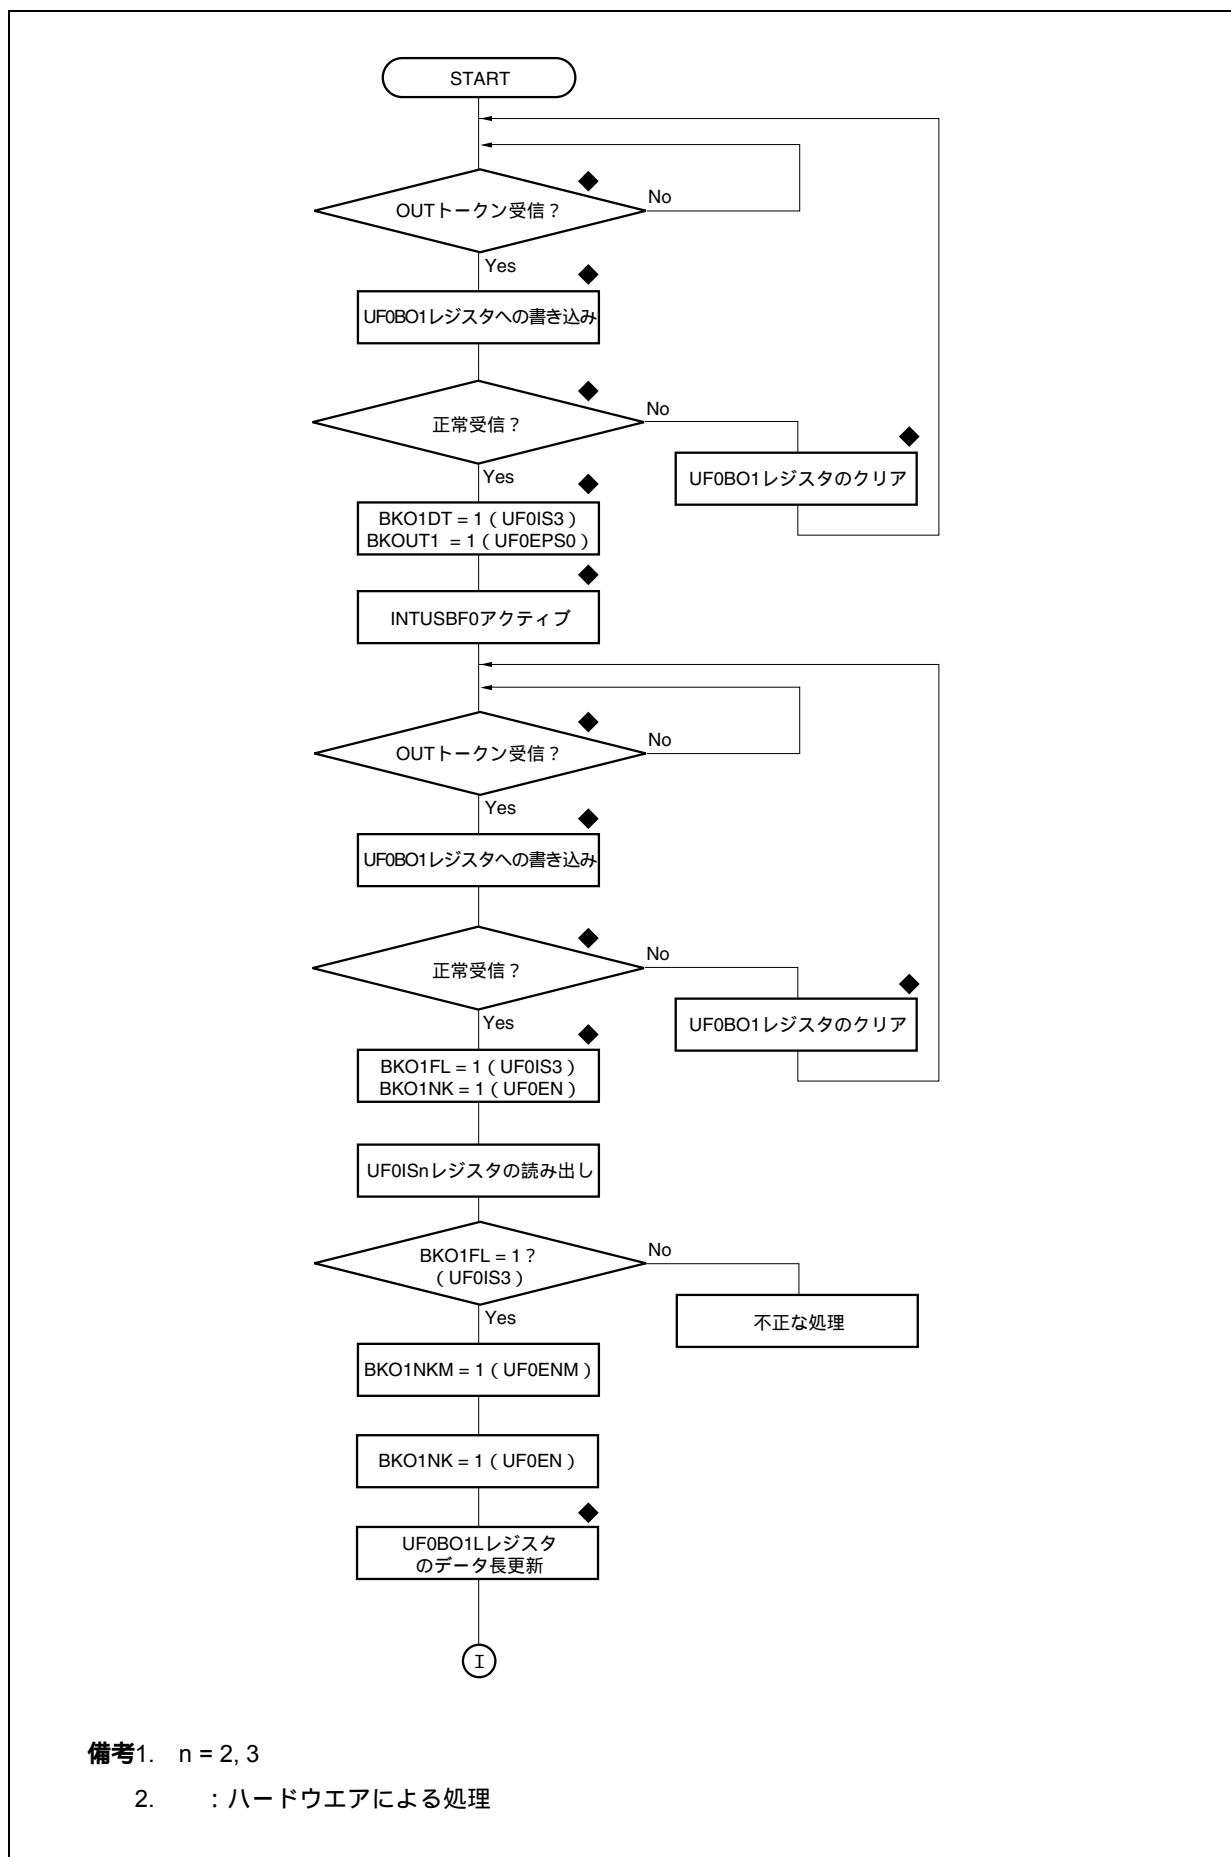 START
OUTトークン受信？
No
Yes
UF0BO1レジスタへの書き込み
正常受信？
No
UF0BO1レジスタのクリア
Yes
BKO1DT = 1（UF0IS3）
BKOUT1 = 1（UF0EPS0）
INTUSBF0アクティブ
OUTトークン受信？
No
Yes
UF0BO1レジスタへの書き込み
正常受信？
No
UF0BO1レジスタのクリア
Yes
BKO1FL = 1（UF0IS3）
BKO1NK = 1（UF0EN）
UF0ISnレジスタの読み出し
BKO1FL = 1？
（UF0IS3）
No
不正な処理
Yes
BKO1NKM = 1（UF0ENM）
BKO1NK = 1（UF0EN）
UF0BO1Lレジスタ
のデータ長更新
I
備考1. n = 2, 3
2. ：ハードウエアによる処理